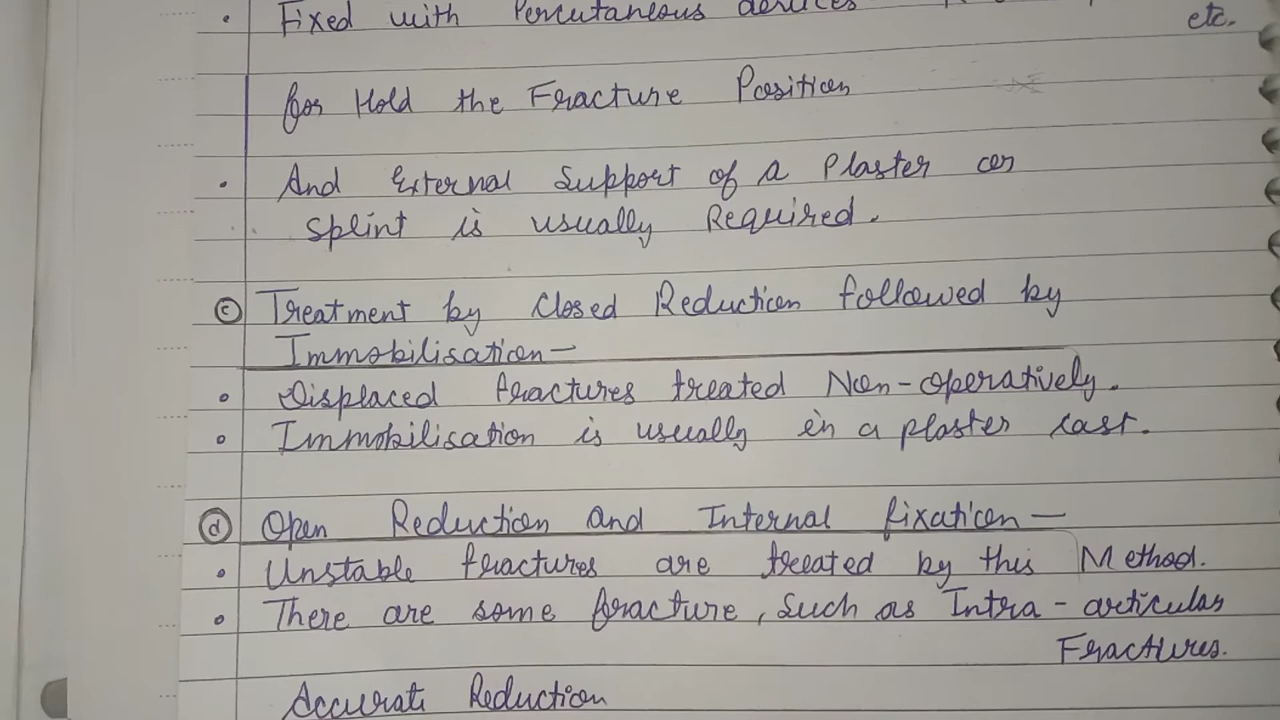 • Fixed with Percutaneous devices
etc.
for Hold the Fracture Position
• And External Support of a Plaster or
splint is usually Required.
(c) Treatment by Closed Reduction followed by
Immobilisation —
• Displaced fractures treated Non-operatively.
• Immobilisation is usually in a plaster cast.
(d) Open Reduction and Internal fixation —
• Unstable fractures are treated by this Method.
• There are some fracture, such as Intra - articular
Fractures.
Accurate Reduction